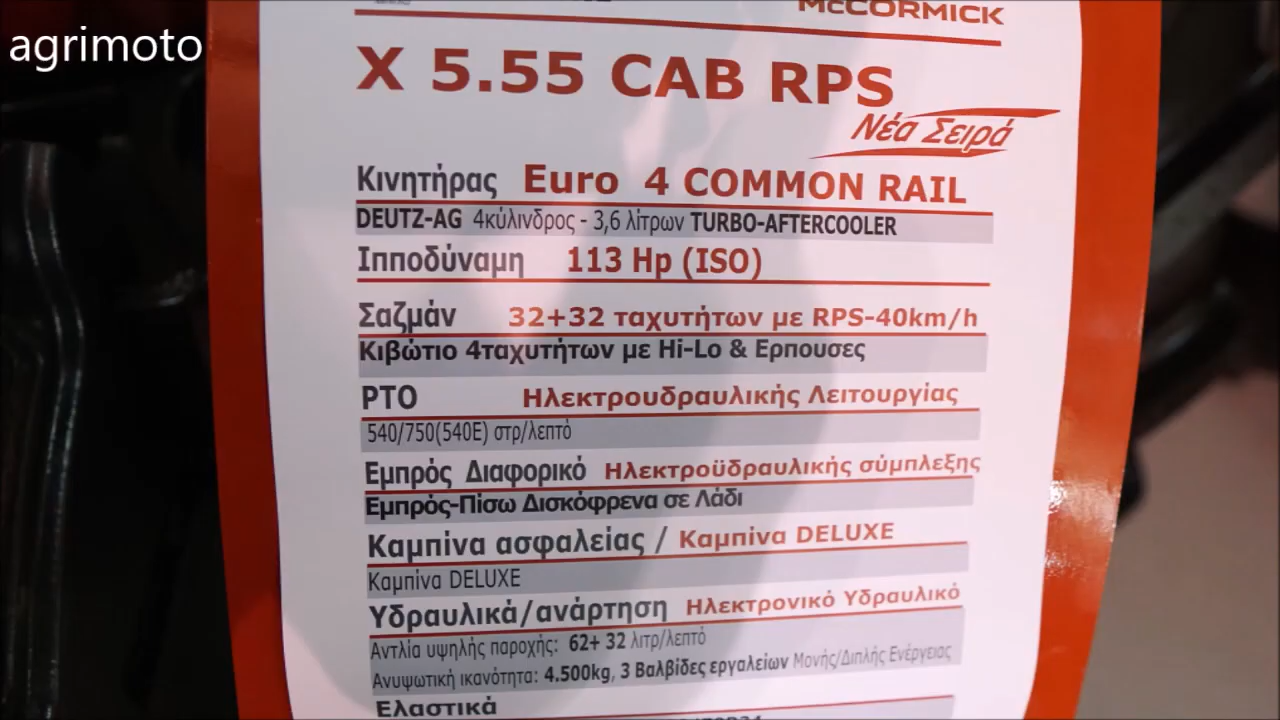 agrimoto
McCORMICK
X 5.55 CAB RPS
Νέα Σειρά
Κινητήρας Euro 4 COMMON RAIL
DEUTZ-AG 4κύλινδρος - 3,6 λίτρων TURBO-AFTERCOOLER
Ιπποδύναμη 113 Hp (ISO)
Σαζμάν 32+32 ταχυτήτων με RPS-40km/h
Κιβώτιο 4ταχυτήτων με Hi-Lo & Ερπουσες
PTO Ηλεκτρουδραυλικής Λειτουργίας
540/750(540E) στρ/λεπτό
Εμπρός Διαφορικό Ηλεκτροϋδραυλικής σύμπλεξης
Εμπρός-Πίσω Δισκόφρενα σε Λάδι
Καμπίνα ασφαλείας / Καμπίνα DELUXE
Καμπίνα DELUXE
Υδραυλικά/ανάρτηση Ηλεκτρονικό Υδραυλικό
Αντλία υψηλής παροχής: 62+ 32 λιτρ/λεπτό
Ανυψωτική ικανότητα: 4.500kg, 3 Βαλβίδες εργαλείων Μονής/Διπλής Ενέργειας
Ελαστικά